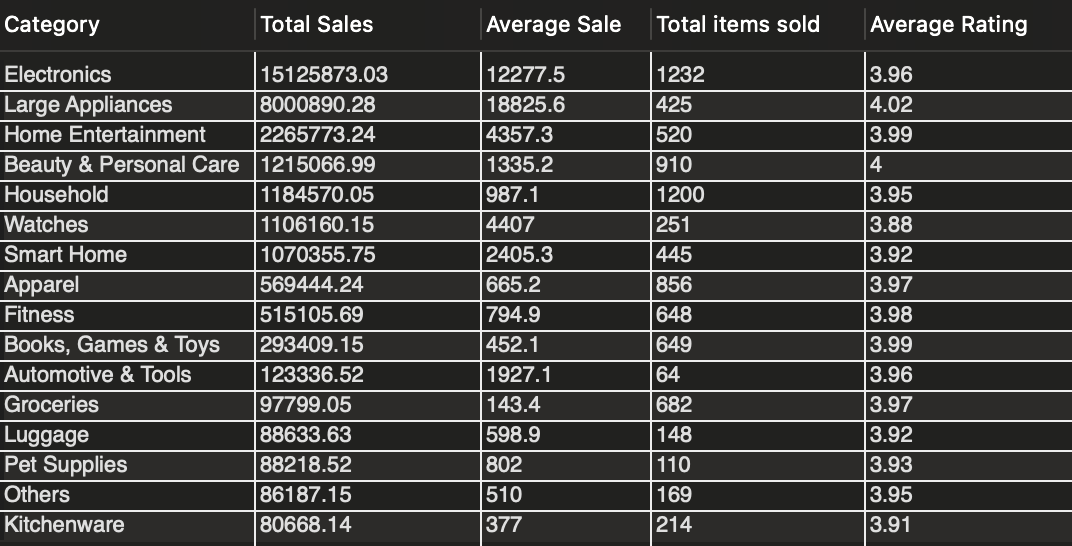 Category Total Sales Average Sale Total items sold Average Rating
Electronics 15125873.03 12277.5 1232 3.96
Large Appliances 8000890.28 18825.6 425 4.02
Home Entertainment 2265773.24 4357.3 520 3.99
Beauty & Personal Care 1215066.99 1335.2 910 4
Household 1184570.05 987.1 1200 3.95
Watches 1106160.15 4407 251 3.88
Smart Home 1070355.75 2405.3 445 3.92
Apparel 569444.24 665.2 856 3.97
Fitness 515105.69 794.9 648 3.98
Books, Games & Toys 293409.15 452.1 649 3.99
Automotive & Tools 123336.52 1927.1 64 3.96
Groceries 97799.05 143.4 682 3.97
Luggage 88633.63 598.9 148 3.92
Pet Supplies 88218.52 802 110 3.93
Others 86187.15 510 169 3.95
Kitchenware 80668.14 377 214 3.91